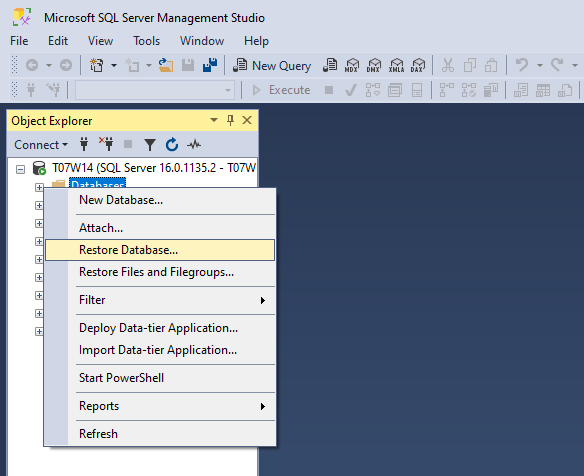 Microsoft SQL Server Management Studio
File Edit View Tools Window Help
New Query MDX DMX XMLA DAX
Execute
Object Explorer
Connect
T07W14 (SQL Server 16.0.1135.2 - T07W
Databases
New Database...
Attach...
Restore Database...
Restore Files and Filegroups...
Filter
Deploy Data-tier Application...
Import Data-tier Application...
Start PowerShell
Reports
Refresh